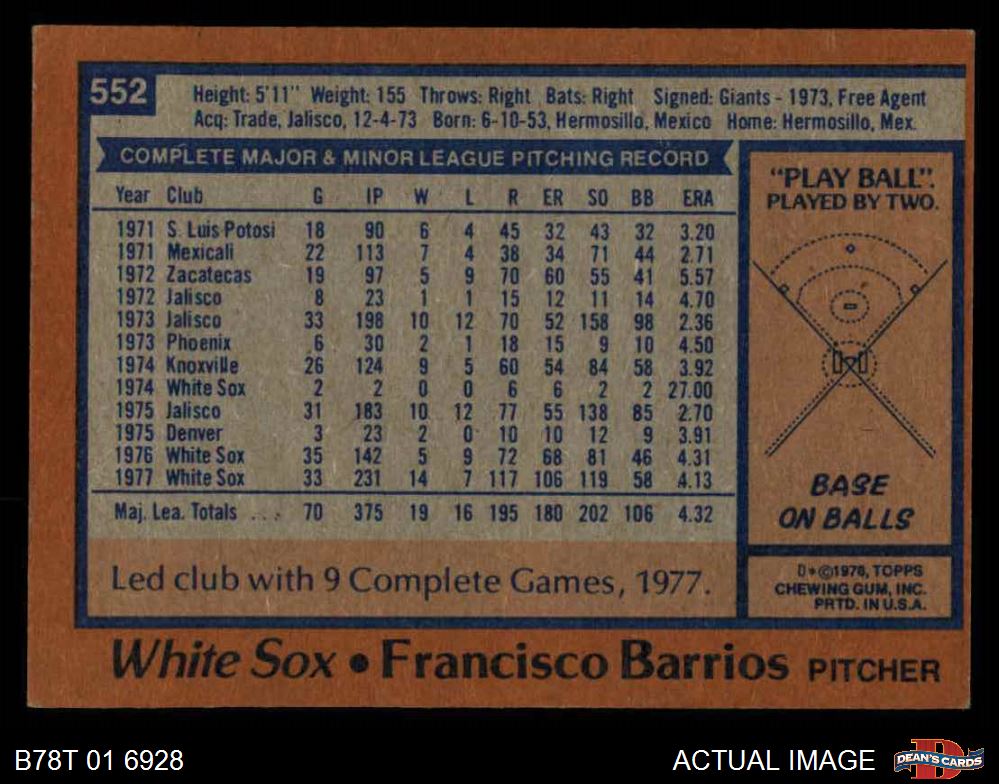 552
Height: 5'11" Weight: 155 Throws: Right Bats: Right Signed: Giants - 1973, Free Agent
Acq: Trade, Jalisco, 12-4-73 Born: 6-10-53, Hermosillo, Mexico Home: Hermosillo, Mex.
COMPLETE MAJOR & MINOR LEAGUE PITCHING RECORD
Year Club G IP W L R ER SO BB ERA
1971 S. Luis Potosi 18 90 6 4 45 32 43 32 3.20
1971 Mexicali 22 113 7 4 38 34 71 44 2.71
1972 Zacatecas 19 97 5 9 70 60 55 41 5.57
1972 Jalisco 8 23 1 1 15 12 11 14 4.70
1973 Jalisco 33 198 10 12 70 52 158 98 2.36
1973 Phoenix 6 30 2 1 18 15 9 10 4.50
1974 Knoxville 26 124 9 5 60 54 84 58 3.92
1974 White Sox 2 2 0 0 6 6 2 2 27.00
1975 Jalisco 31 183 10 12 77 55 138 85 2.70
1975 Denver 3 23 2 0 10 10 12 9 3.91
1976 White Sox 35 142 5 9 72 68 81 46 4.31
1977 White Sox 33 231 14 7 117 106 119 58 4.13
Maj. Lea. Totals ... 70 375 19 16 195 180 202 106 4.32
Led club with 9 Complete Games, 1977.
"PLAY BALL".
PLAYED BY TWO.
BASE
ON BALLS
D*©1978, TOPPS
CHEWING GUM, INC.
PRTD. IN U.S.A.
White Sox • Francisco Barrios PITCHER
B78T 01 6928
ACTUAL IMAGE
DEAN'S CARDS